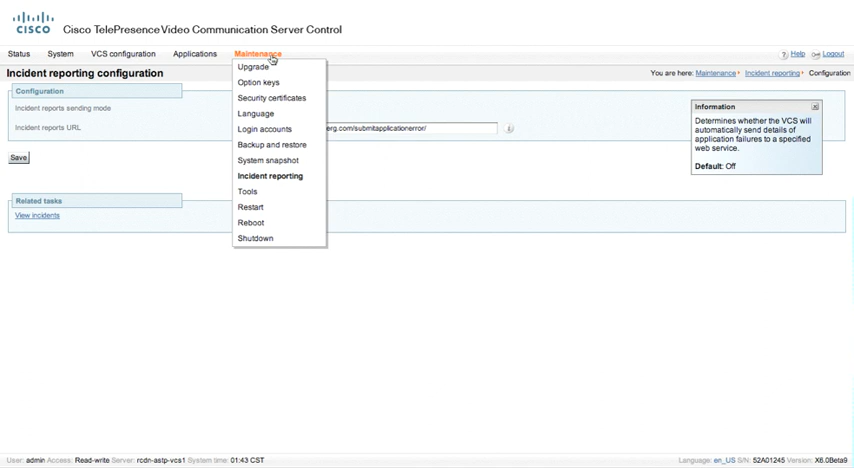 CISCO
Cisco TelePresence Video Communication Server Control
Status System VCS configuration Applications Maintenance
Help Logout
Incident reporting configuration
You are here: Maintenance Incident reporting Configuration
Configuration
Incident reports sending mode
Incident reports URL
erg.com/submitapplicationerror/
Save
Related tasks
View incidents
Upgrade
Option keys
Security certificates
Language
Login accounts
Backup and restore
System snapshot
Incident reporting
Tools
Restart
Reboot
Shutdown
Information
Determines whether the VCS will
automatically send details of
application failures to a specified
web service.
Default: Off
User: admin Access: Read-write Server: rcdn-astp-vcs1 System time: 01:43 CST
Language: en_US S/N: 52A01245 Version: X6.0Beta9